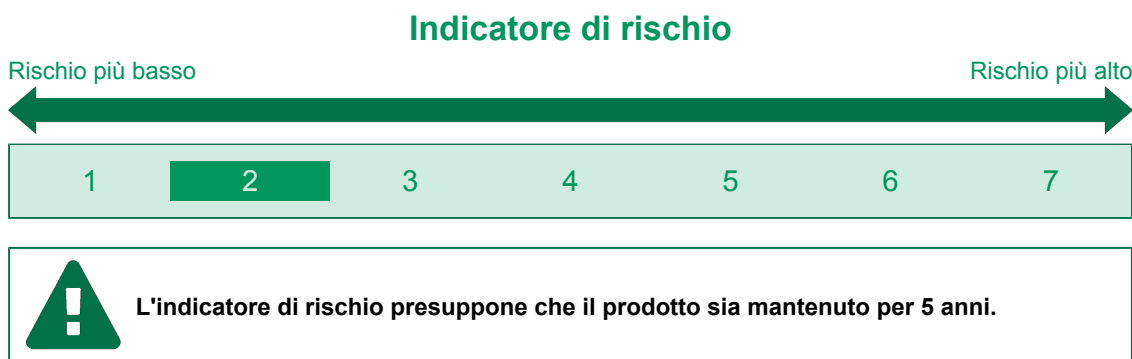 Indicatore di rischio
Rischio più basso Rischio più alto
1 2 3 4 5 6 7
L'indicatore di rischio presuppone che il prodotto sia mantenuto per 5 anni.